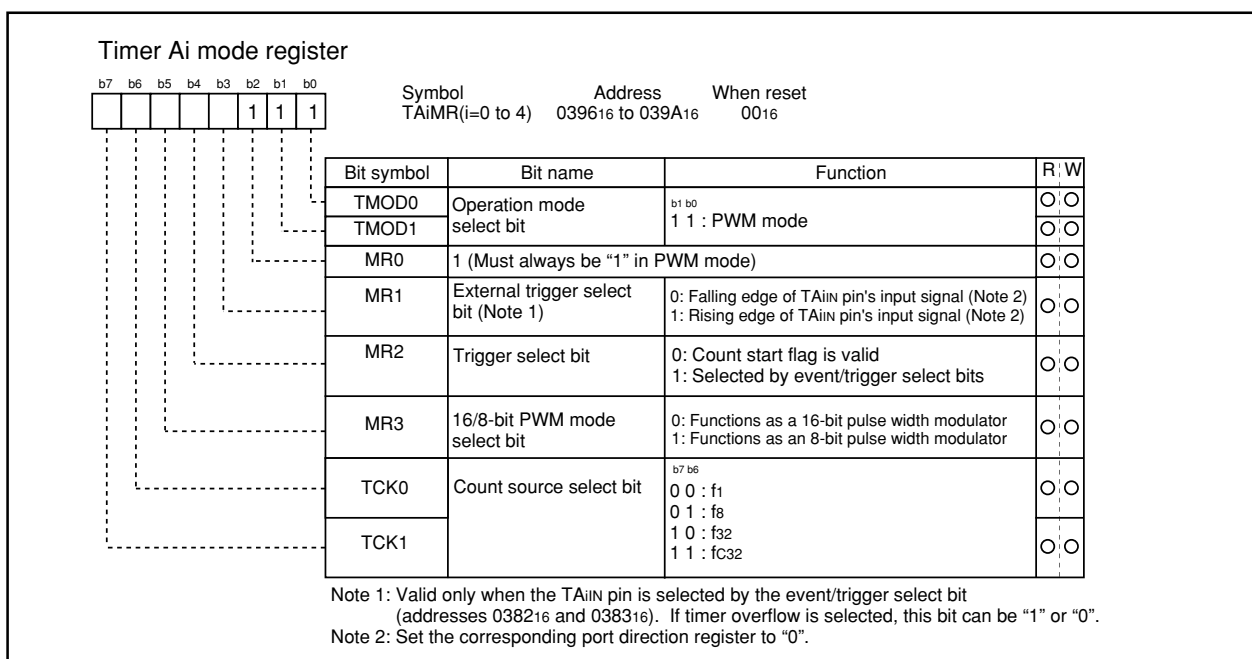 Timer Ai mode register
b7 b6 b5 b4 b3 b2 b1 b0
1 1 1
Symbol Address When reset
TAiMR(i=0 to 4) 039616 to 039A16 0016
Bit symbol Bit name Function R W
TMOD0 Operation mode select bit b1 b0
TMOD1 1 1 : PWM mode
MR0 1 (Must always be “1” in PWM mode)
MR1 External trigger select bit (Note 1)
0: Falling edge of TAiIN pin's input signal (Note 2)
1: Rising edge of TAiIN pin's input signal (Note 2)
MR2 Trigger select bit
0: Count start flag is valid
1: Selected by event/trigger select bits
MR3 16/8-bit PWM mode select bit
0: Functions as a 16-bit pulse width modulator
1: Functions as an 8-bit pulse width modulator
TCK0 Count source select bit
TCK1
b7 b6
0 0 : f1
0 1 : f8
1 0 : f32
1 1 : fC32
Note 1: Valid only when the TAiIN pin is selected by the event/trigger select bit
(addresses 038216 and 038316). If timer overflow is selected, this bit can be “1” or “0”.
Note 2: Set the corresponding port direction register to “0”.